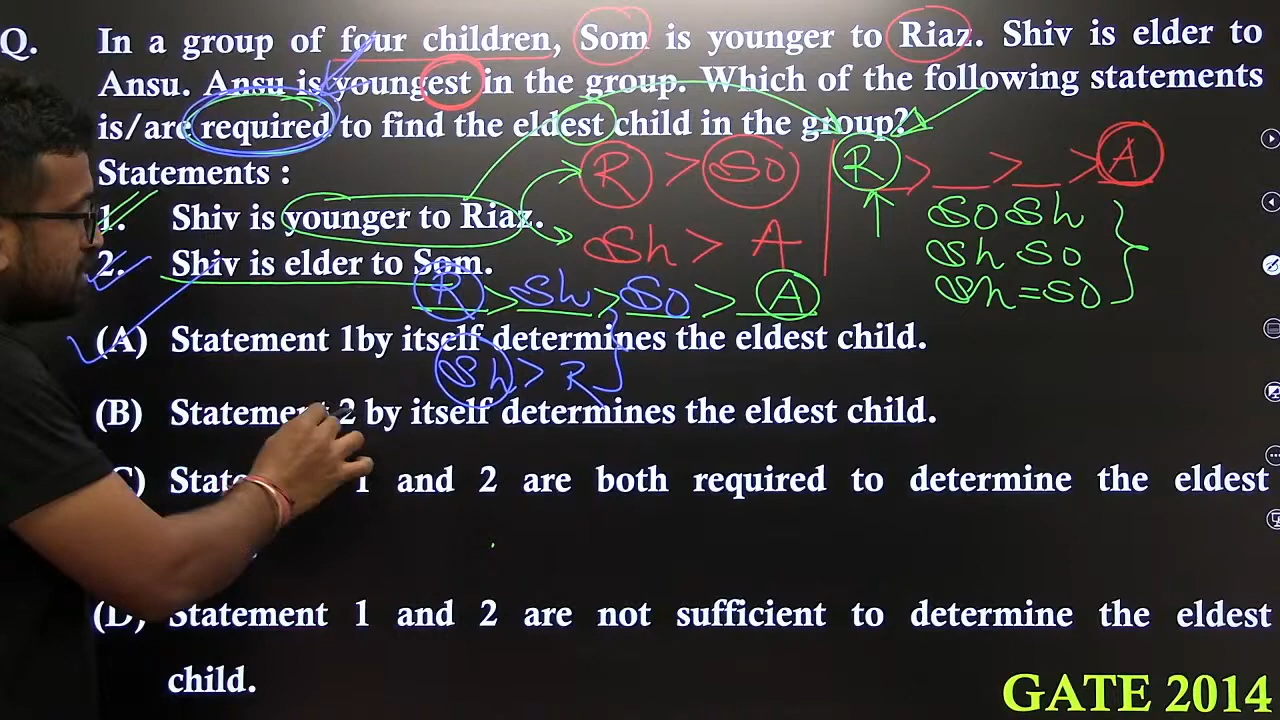 Q. In a group of four children, Som is younger to Riaz. Shiv is elder to
Ansu. Ansu is youngest in the group. Which of the following statements
is/are required to find the eldest child in the group?
Statements :
1. Shiv is younger to Riaz.
2. Shiv is elder to Som.
R > So
Sh > A
R > __ > __ > A
So Sh
Sh So
Sh = So
R > Sh > So > A
Sh > R
(A) Statement 1by itself determines the eldest child.
(B) Statement 2 by itself determines the eldest child.
1 and 2 are both required to determine the eldest
(D) Statement 1 and 2 are not sufficient to determine the eldest
child.
GATE 2014